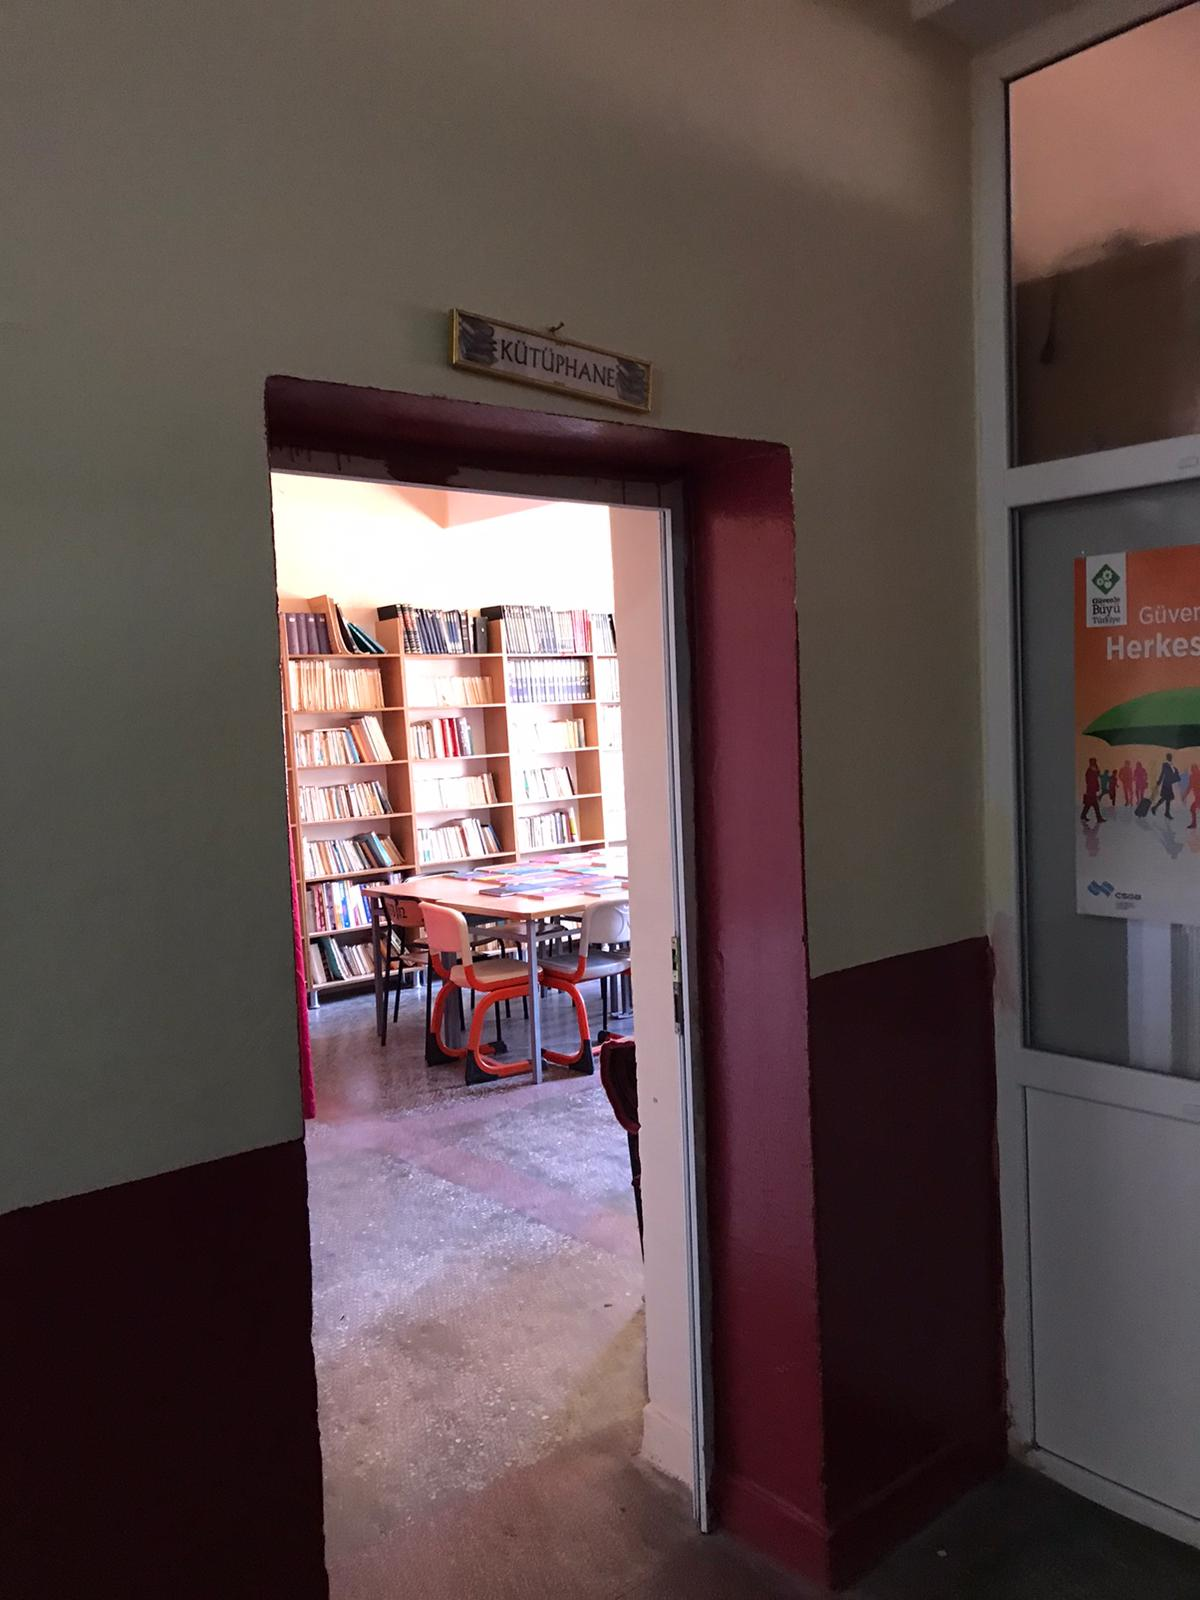 KÜTÜPHANE
Güvenle
Büyü
Türkiye
Güven
Herkes
ÇSGB